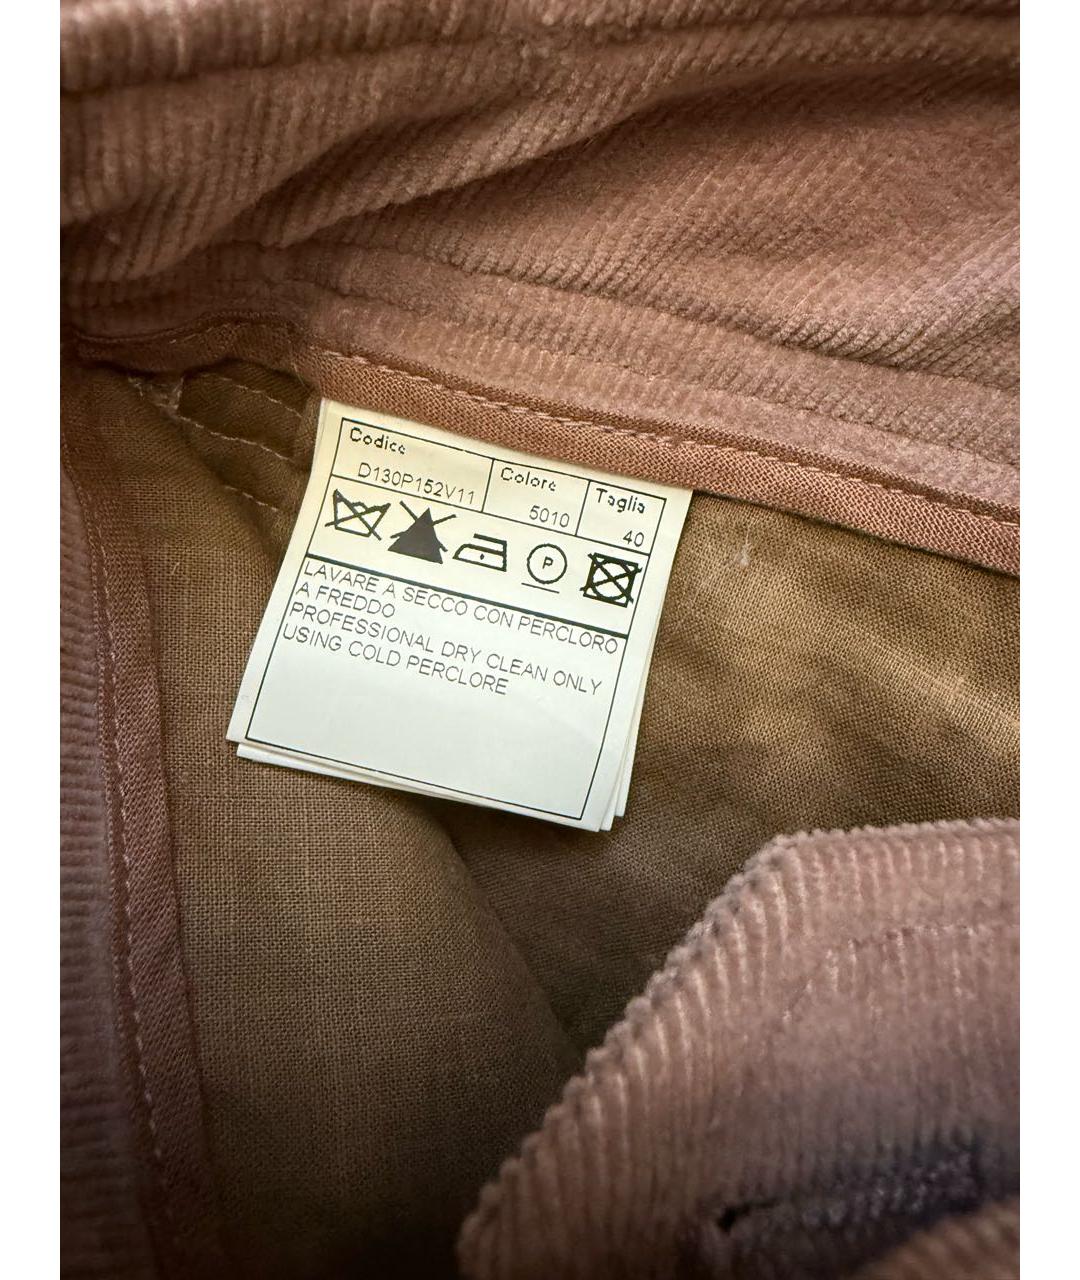 Codice Colore Taglia
D130P152V11 5010 40
P
LAVARE A SECCO CON PERCLORO
A FREDDO
PROFESSIONAL DRY CLEAN ONLY
USING COLD PERCLORE